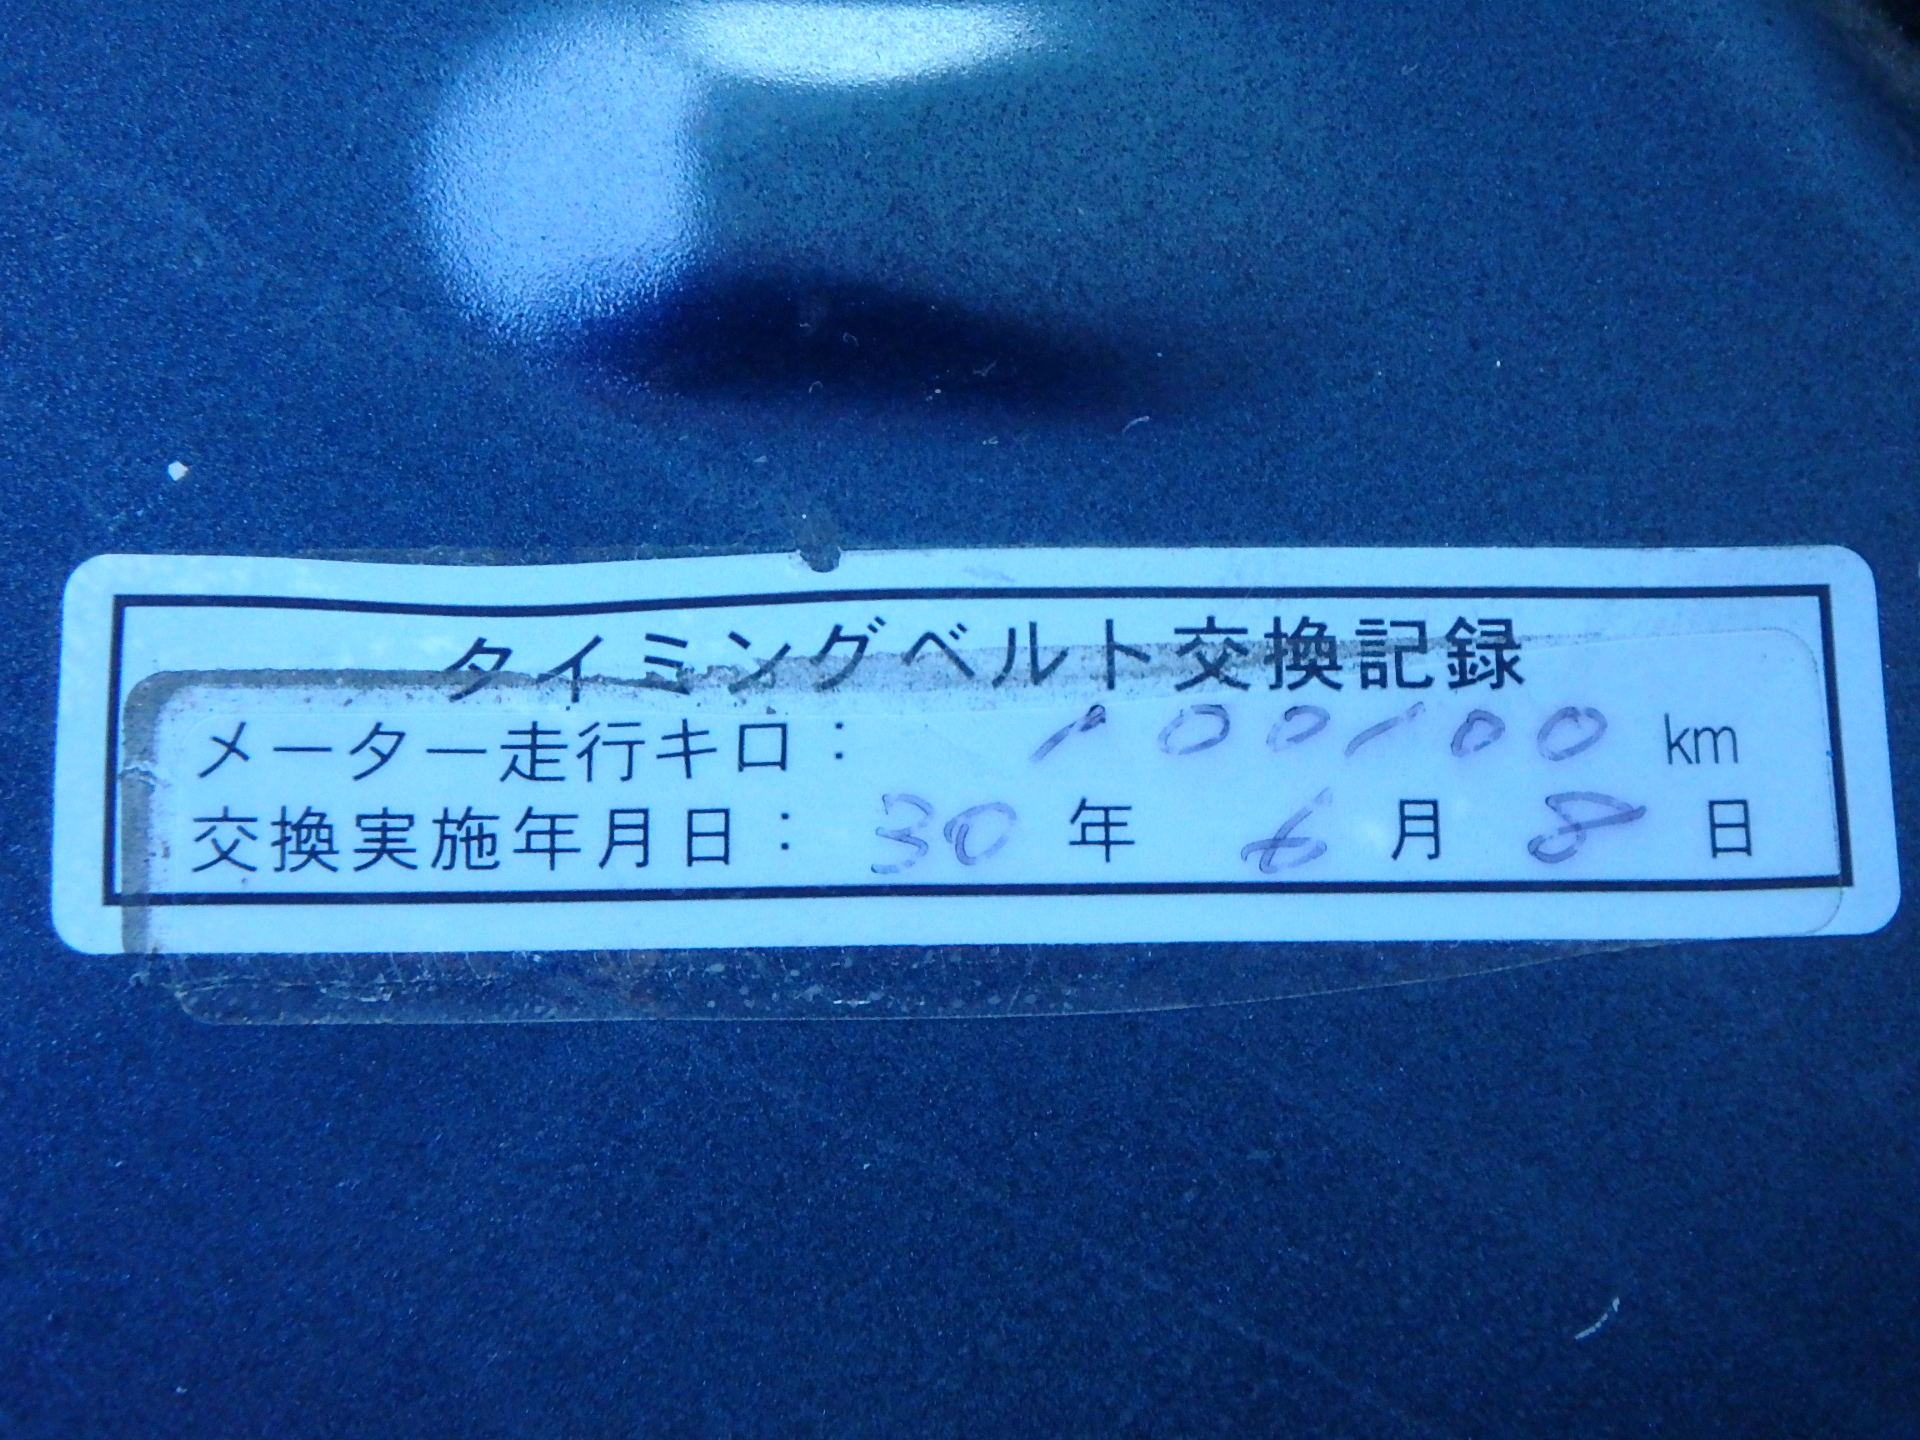 タイミングベルト交換記録
メーター走行キロ： 100100 km
交換実施年月日： 30 年 6 月 8 日